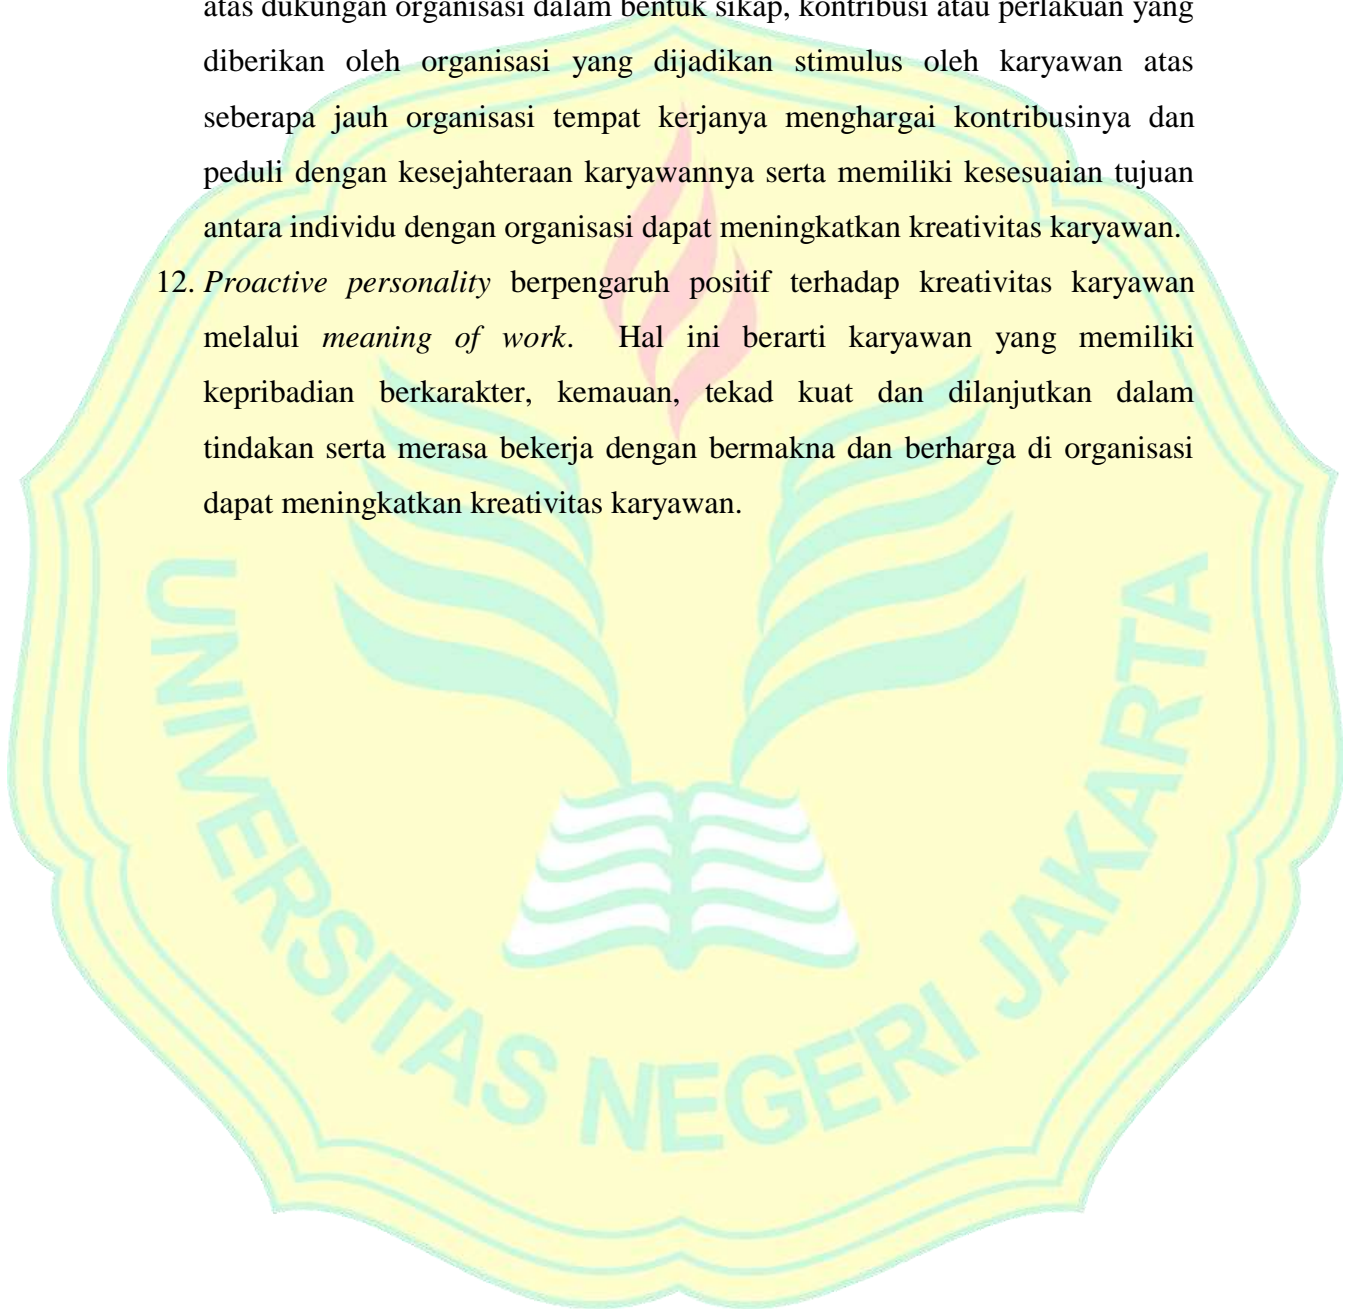 atas dukungan organisasi dalam bentuk sikap, kontribusi atau perlakuan yang
diberikan oleh organisasi yang dijadikan stimulus oleh karyawan atas
seberapa jauh organisasi tempat kerjanya menghargai kontribusinya dan
peduli dengan kesejahteraan karyawannya serta memiliki kesesuaian tujuan
antara individu dengan organisasi dapat meningkatkan kreativitas karyawan.
12. Proactive personality berpengaruh positif terhadap kreativitas karyawan
melalui meaning of work. Hal ini berarti karyawan yang memiliki
kepribadian berkarakter, kemauan, tekad kuat dan dilanjutkan dalam
tindakan serta merasa bekerja dengan bermakna dan berharga di organisasi
dapat meningkatkan kreativitas karyawan.
UNIVERSITAS NEGERI JAKARTA